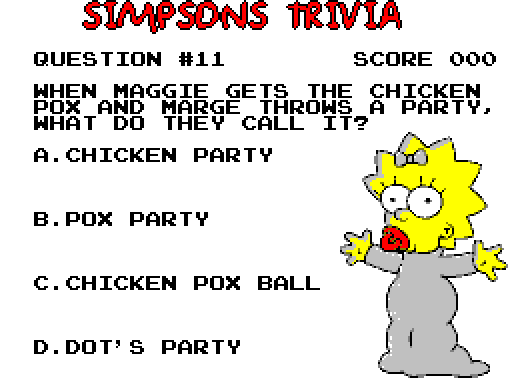 SIMPSONS TRIVIA
QUESTION #11 SCORE 000
WHEN MAGGIE GETS THE CHICKEN
POX AND MARGE THROWS A PARTY,
WHAT DO THEY CALL IT?
A.CHICKEN PARTY
B.POX PARTY
C.CHICKEN POX BALL
D.DOT'S PARTY